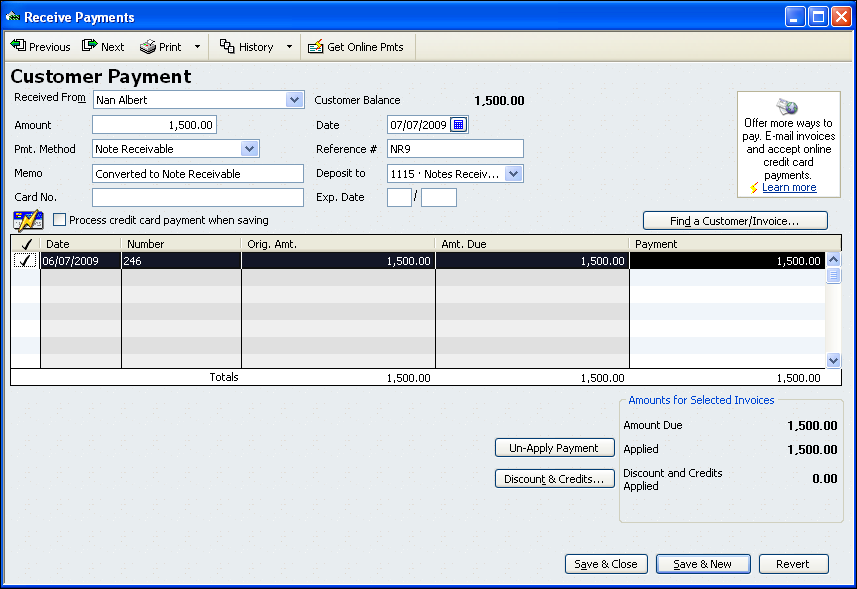 Receive Payments
Previous Next Print History Get Online Pmts
Customer Payment
Received From Nan Albert Customer Balance 1,500.00
Amount 1,500.00 Date 07/07/2009
Pmt. Method Note Receivable Reference # NR9
Memo Converted to Note Receivable Deposit to 1115 · Notes Receiv...
Card No. Exp. Date /
Offer more ways to
pay. E-mail invoices
and accept online
credit card
payments.
Learn more
Process credit card payment when saving Find a Customer/Invoice...
✓ Date Number Orig. Amt. Amt. Due Payment
✓ 06/07/2009 246 1,500.00 1,500.00 1,500.00
Totals 1,500.00 1,500.00 1,500.00
Amounts for Selected Invoices
Amount Due 1,500.00
Un-Apply Payment Applied 1,500.00
Discount & Credits... Discount and Credits
Applied 0.00
Save & Close Save & New Revert